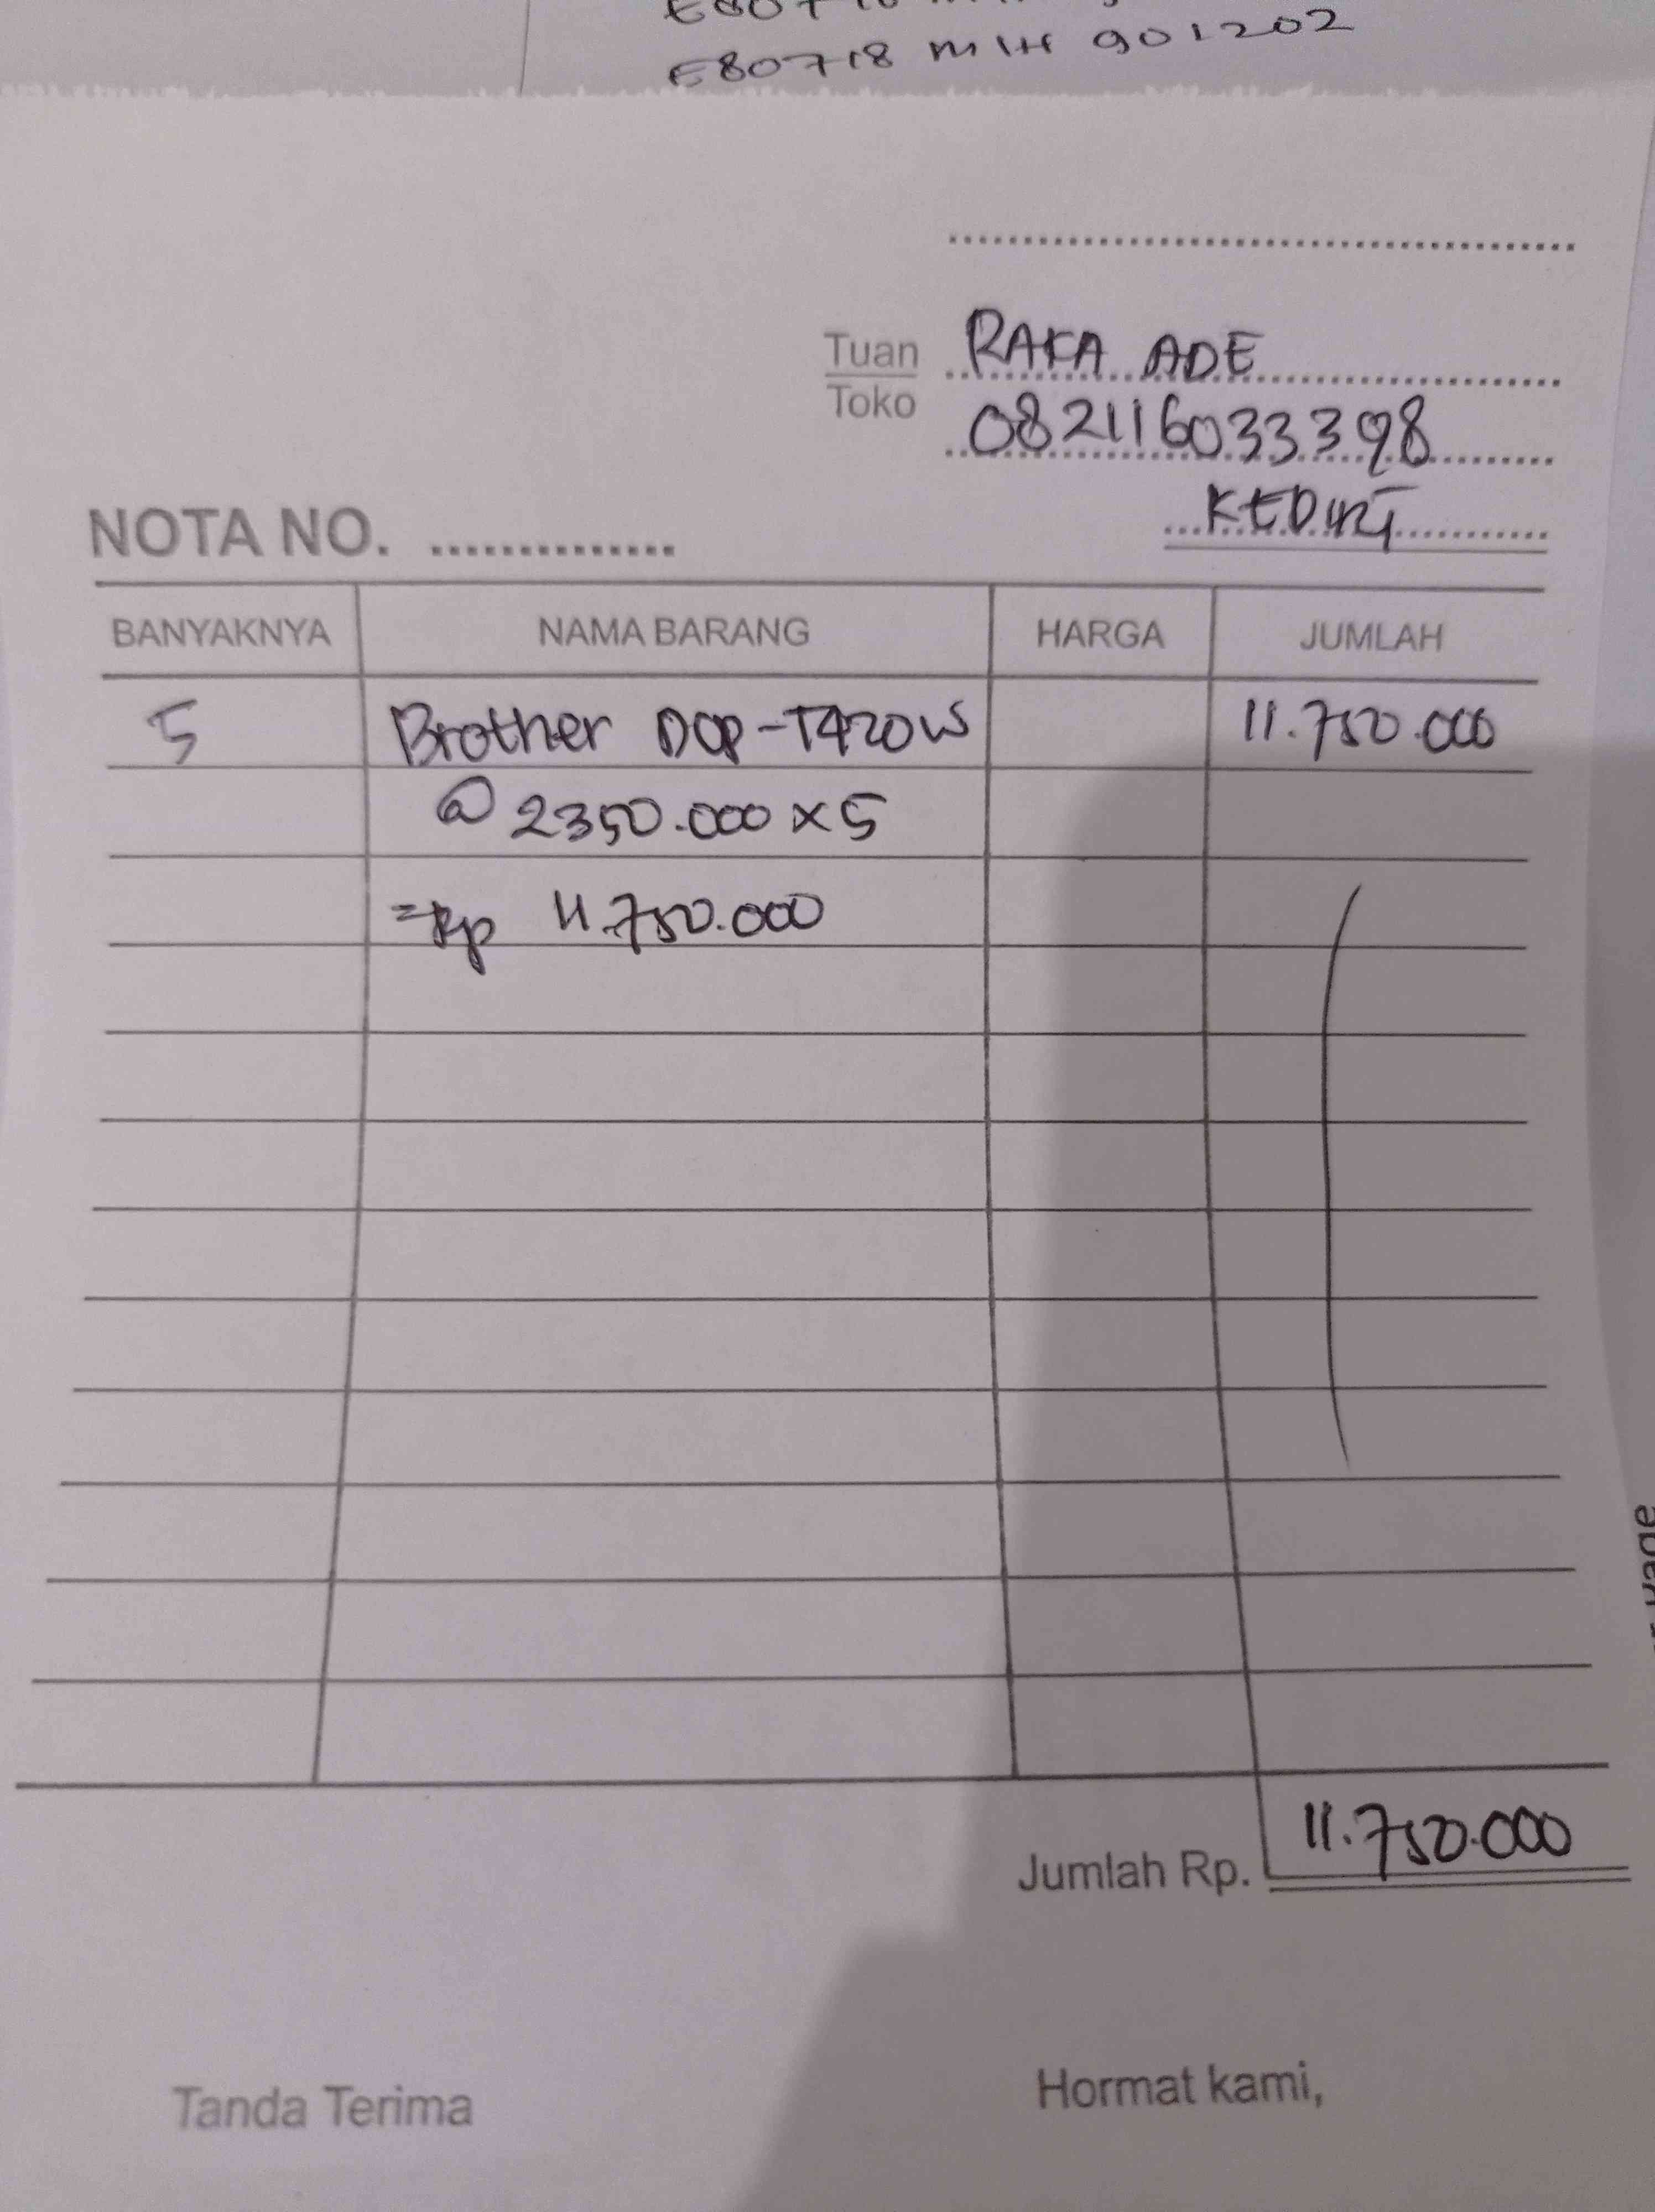 E80718 MIH 901202
Tuan RAKA ADE
Toko 082116033398
KEDIRI
NOTA NO. ..............
BANYAKNYA NAMA BARANG HARGA JUMLAH
5 Brother DCP-T420W 11.750.000
@ 2350.000 x 5
=Rp 11.750.000
Jumlah Rp. 11.750.000
Tanda Terima Hormat kami,